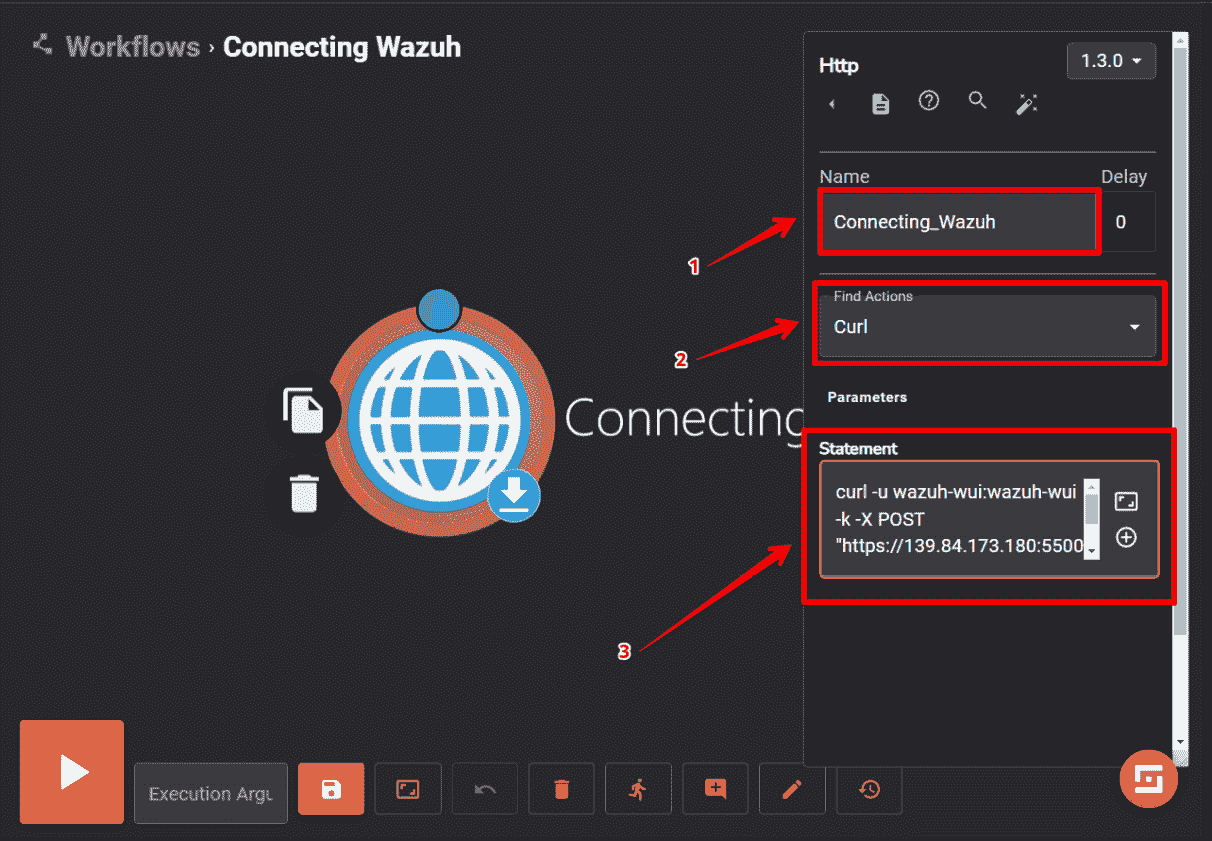 Workflows › Connecting Wazuh
Http
1.3.0
Name
Delay
Connecting_Wazuh
0
1
Find Actions
Curl
2
Parameters
Connecting
Statement
curl -u wazuh-wui:wazuh-wui
-k -X POST
"https://139.84.173.180:5500
3
Execution Argu